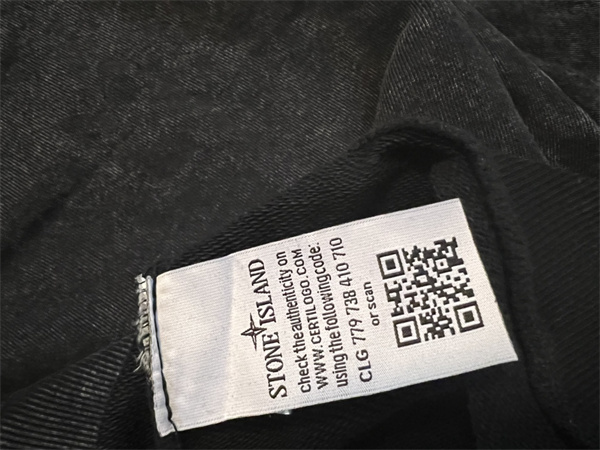 STONE ISLAND
check the authenticity on
WWW.CERTILOGO.COM
using the following code:
CLG 779 738 410 710
or scan